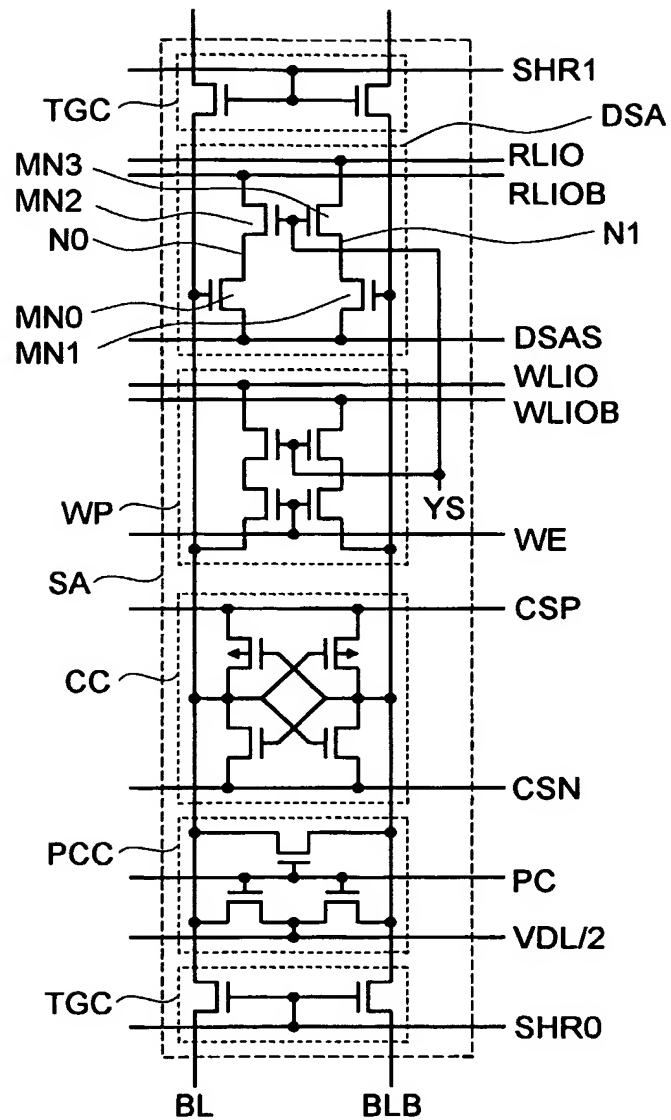 SHR1
TGC
DSA
RLIO
MN3
RLIOB
MN2
N0
N1
MN0
MN1
DSAS
WLIO
WLIOB
WP
YS
WE
SA
CSP
CC
CSN
PCC
PC
VDL/2
TGC
SHR0
BL
BLB